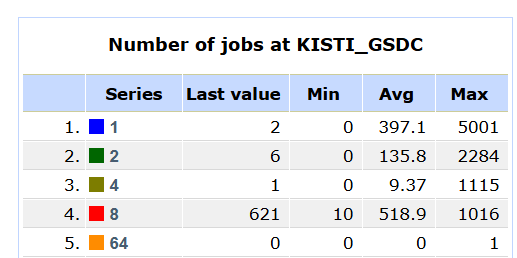 Number of jobs at KISTI_GSDC
Series Last value Min Avg Max
1. 1 2 0 397.1 5001
2. 2 6 0 135.8 2284
3. 4 1 0 9.37 1115
4. 8 621 10 518.9 1016
5. 64 0 0 0 1